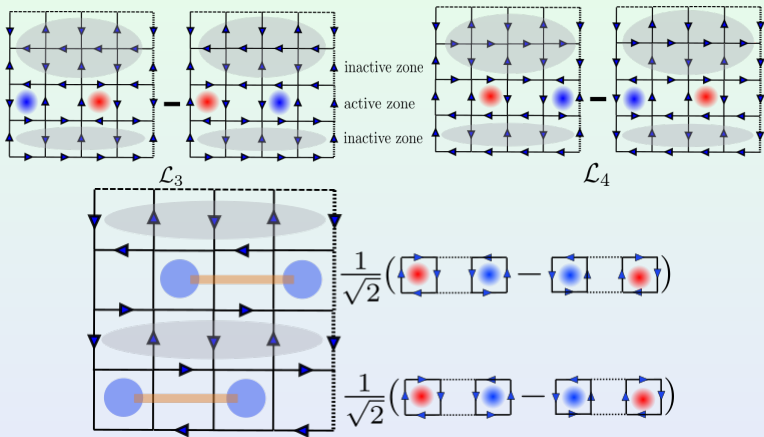 inactive zone
active zone
inactive zone
−
−
ℒ₃
ℒ₄
1/√2( − )
1/√2( − )